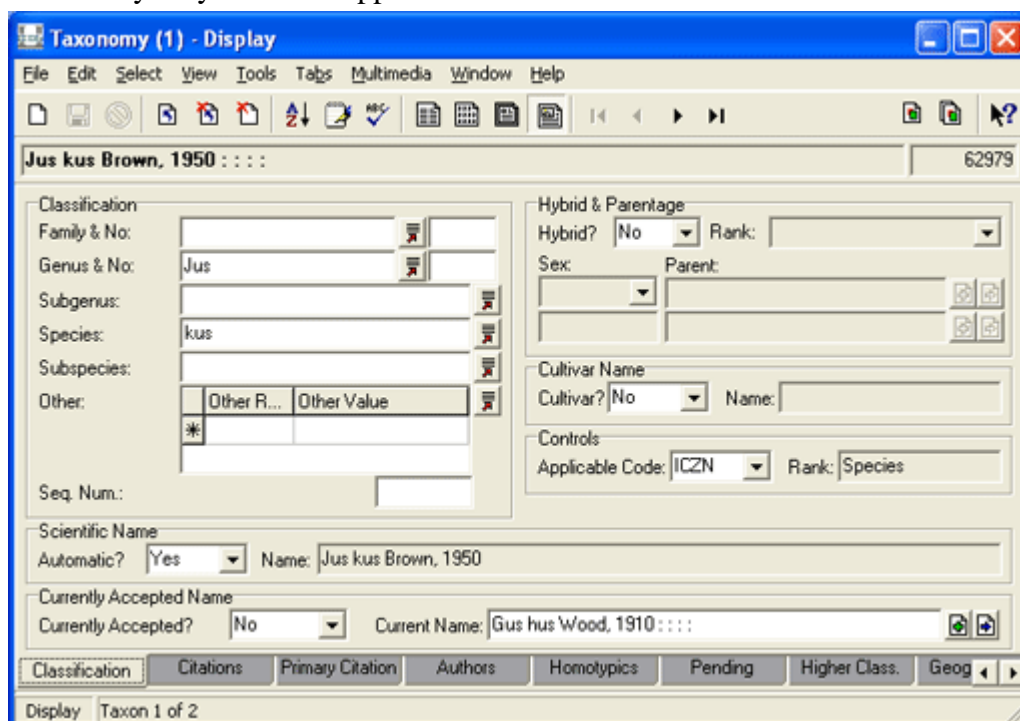 Taxonomy (1) - Display
File Edit Select View Tools Tabs Multimedia Window Help
Jus kus Brown, 1950 : : : : 62979
Classification
Family & No:
Genus & No: Jus
Subgenus:
Species: kus
Subspecies:
Other: Other R... Other Value
Seq. Num.:
Hybrid & Parentage
Hybrid? No Rank:
Sex: Parent:
Cultivar Name
Cultivar? No Name:
Controls
Applicable Code: ICZN Rank: Species
Scientific Name
Automatic? Yes Name: Jus kus Brown, 1950
Currently Accepted Name
Currently Accepted? No Current Name: Gus hus Wood, 1910 : : : :
Classification Citations Primary Citation Authors Homotypics Pending Higher Class. Geog
Display Taxon 1 of 2